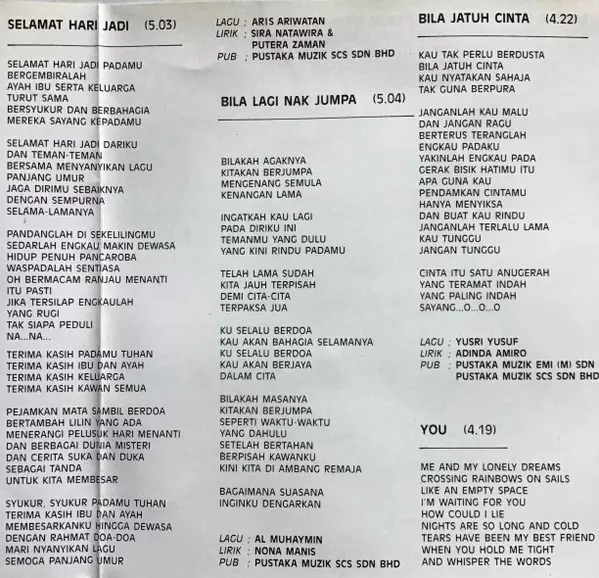 SELAMAT HARI JADI (5.03)
SELAMAT HARI JADI PADAMU
BERGEMBIRALAH
AYAH IBU SERTA KELUARGA
TURUT SAMA
BERSYUKUR DAN BERBAHAGIA
MEREKA SAYANG KEPADAMU
SELAMAT HARI JADI DARIKU
DAN TEMAN-TEMAN
BERSAMA MENYANYIKAN LAGU
PANJANG UMUR
JAGA DIRIMU SEBAIKNYA
DENGAN SEMPURNA
SELAMA-LAMANYA
PANDANGLAH DI SEKELILINGMU
SEDARLAH ENGKAU MAKIN DEWASA
HIDUP PENUH PANCAROBA
WASPADALAH SENTIASA
OH BERMACAM RANJAU MENANTI
ITU PASTI
JIKA TERSILAP ENGKAULAH
YANG RUGI
TAK SIAPA PEDULI
NA...NA...
TERIMA KASIH PADAMU TUHAN
TERIMA KASIH IBU DAN AYAH
TERIMA KASIH KELUARGA
TERIMA KASIH KAWAN SEMUA
PEJAMKAN MATA SAMBIL BERDOA
BERTAMBAH LILIN YANG ADA
MENERANGI PELUSUK HARI MENANTI
DAN BERBAGAI DUNIA MISTERI
DAN CERITA SUKA DAN DUKA
SEBAGAI TANDA
UNTUK KITA MEMBESAR
SYUKUR, SYUKUR PADAMU TUHAN
TERIMA KASIH IBU DAN AYAH
MEMBESARKANKU HINGGA DEWASA
DENGAN RAHMAT DOA-DOA
MARI NYANYIKAN LAGU
SEMOGA PANJANG UMUR
LAGU ; ARIS ARIWATAN
LIRIK ; SIRA NATAWIRA &
PUTERA ZAMAN
PUB ; PUSTAKA MUZIK SCS SDN BHD
BILA LAGI NAK JUMPA (5.04)
BILAKAH AGAKNYA
KITAKAN BERJUMPA
MENGENANG SEMULA
KENANGAN LAMA
INGATKAH KAU LAGI
PADA DIRIKU INI
TEMANMU YANG DULU
YANG KINI RINDU PADAMU
TELAH LAMA SUDAH
KITA JAUH TERPISAH
DEMI CITA-CITA
TERPAKSA JUA
KU SELALU BERDOA
KAU AKAN BAHAGIA SELAMANYA
KU SELALU BERDOA
KAU AKAN BERJAYA
DALAM CITA
BILAKAH MASANYA
KITAKAN BERJUMPA
SEPERTI WAKTU-WAKTU
YANG DAHULU
SETELAH BERTAHAN
BERPISAH KAWANKU
KINI KITA DI AMBANG REMAJA
BAGAIMANA SUASANA
INGINKU DENGARKAN
LAGU ; AL MUHAYMIN
LIRIK ; NONA MANIS
PUB ; PUSTAKA MUZIK SCS SDN BHD
BILA JATUH CINTA (4.22)
KAU TAK PERLU BERDUSTA
BILA JATUH CINTA
KAU NYATAKAN SAHAJA
TAK GUNA BERPURA
JANGANLAH KAU MALU
DAN JANGAN RAGU
BERTERUS TERANGLAH
ENGKAU PADAKU
YAKINLAH ENGKAU PADA
GERAK BISIK HATIMU ITU
APA GUNA KAU
PENDAMKAN CINTAMU
HANYA MENYIKSA
DAN BUAT KAU RINDU
JANGANLAH TERLALU LAMA
KAU TUNGGU
JANGAN TUNGGU
CINTA ITU SATU ANUGERAH
YANG TERAMAT INDAH
YANG PALING INDAH
SAYANG...O...O...O
LAGU ; YUSRI YUSUF
LIRIK ; ADINDA AMIRO
PUB ; PUSTAKA MUZIK EMI (M) SDN
PUSTAKA MUZIK SCS SDN BHD
YOU (4.19)
ME AND MY LONELY DREAMS
CROSSING RAINBOWS ON SAILS
LIKE AN EMPTY SPACE
I'M WAITING FOR YOU
HOW COULD I LIE
NIGHTS ARE SO LONG AND COLD
TEARS HAVE BEEN MY BEST FRIEND
WHEN YOU HOLD ME TIGHT
AND WHISPER THE WORDS